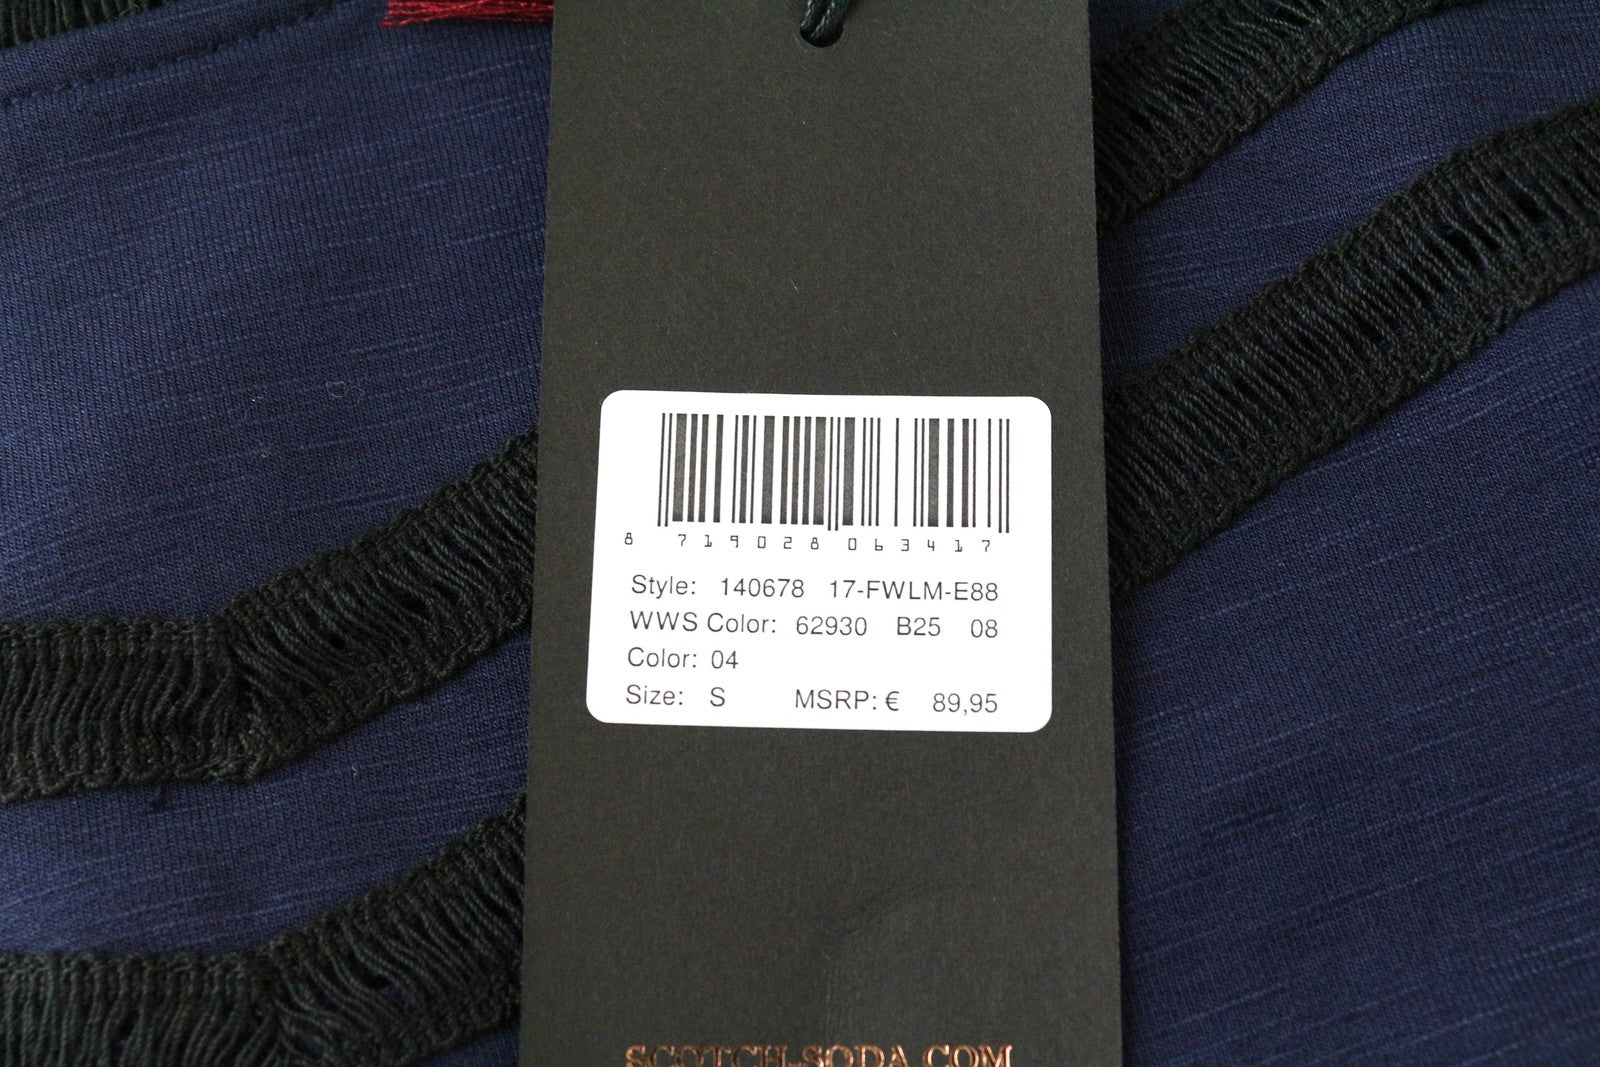 8 719028 063417
Style: 140678 17-FWLM-E88
WWS Color: 62930 B25 08
Color: 04
Size: S MSRP: € 89,95
SCOTCH-SODA.COM